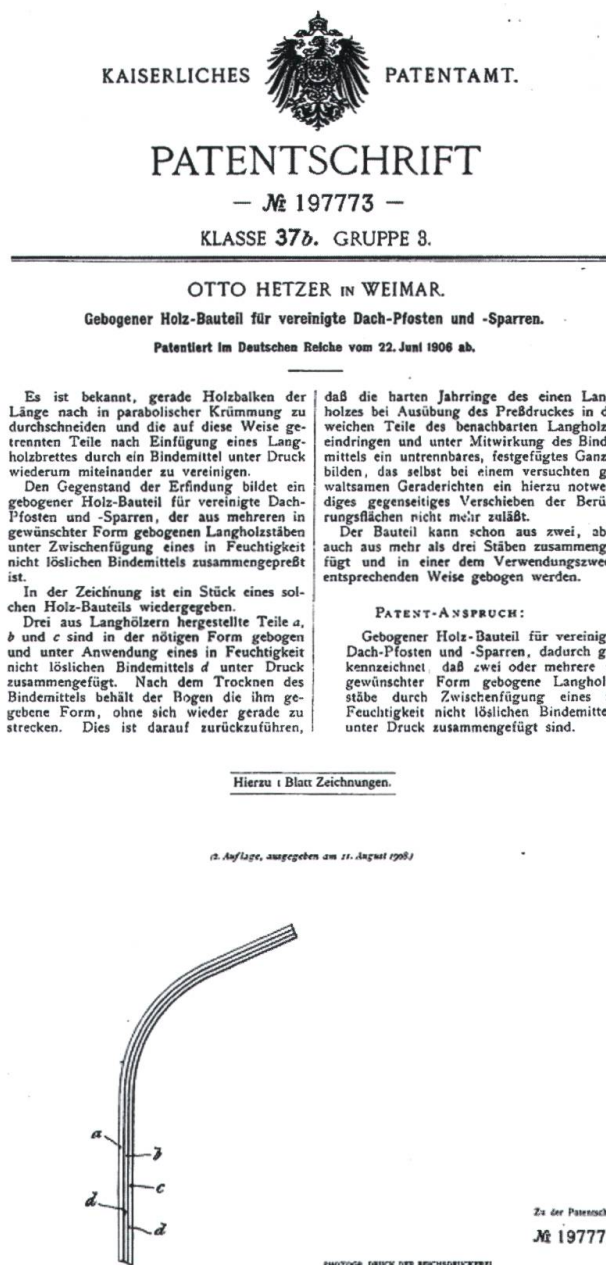 KAISERLICHES PATENTAMT.
PATENTSCHRIFT
— № 197773 —
KLASSE 37b. GRUPPE 3.
OTTO HETZER IN WEIMAR.
Gebogener Holz-Bauteil für vereinigte Dach-Pfosten und -Sparren.
Patentiert im Deutschen Reiche vom 22. Juni 1906 ab.
Es ist bekannt, gerade Holzbalken der
Länge nach in parabolischer Krümmung zu
durchschneiden und die auf diese Weise ge-
trennten Teile nach Einfügung eines Lang-
holzbrettes durch ein Bindemittel unter Druck
wiederum miteinander zu vereinigen.
Den Gegenstand der Erfindung bildet ein
gebogener Holz-Bauteil für vereinigte Dach-
Pfosten und -Sparren, der aus mehreren in
gewünschter Form gebogenen Langholzstäben
unter Zwischenfügung eines in Feuchtigkeit
nicht löslichen Bindemittels zusammengepreßt
ist.
In der Zeichnung ist ein Stück eines sol-
chen Holz-Bauteils wiedergegeben.
Drei aus Langhölzern hergestellte Teile a,
b und c sind in der nötigen Form gebogen
und unter Anwendung eines in Feuchtigkeit
nicht löslichen Bindemittels d unter Druck
zusammengefügt. Nach dem Trocknen des
Bindemittels behält der Bogen die ihm ge-
gebene Form, ohne sich wieder gerade zu
strecken. Dies ist darauf zurückzuführen,
daß die harten Jahrringe des einen Lan
holzes bei Ausübung des Preßdruckes in d
weichen Teile des benachbarten Langholz
eindringen und unter Mitwirkung des Bind
mittels ein untrennbares, festgefügtes Ganz
bilden, das selbst bei einem versuchten g
waltsamen Geraderichten ein hierzu notwe
diges gegenseitiges Verschieben der Berü
rungsflächen nicht mehr zuläßt.
Der Bauteil kann schon aus zwei, ab
auch aus mehr als drei Stäben zusammeng
fügt und in einer dem Verwendungszwec
entsprechenden Weise gebogen werden.
PATENT-ANSPRUCH:
Gebogener Holz-Bauteil für vereinig
Dach-Pfosten und -Sparren, dadurch g
kennzeichnet daß zwei oder mehrere
gewünschter Form gebogene Langhol
stäbe durch Zwischenfügung eines
Feuchtigkeit nicht löslichen Bindemitte
unter Druck zusammengefügt sind.
Hierzu 1 Blatt Zeichnungen.
(2. Auflage, ausgegeben am 11. August 1908.)
a
b
c
d
d
Zu der Patentsch
№ 19777
PHOTOGR. DRUCK DER REICHSDRUCKEREI.